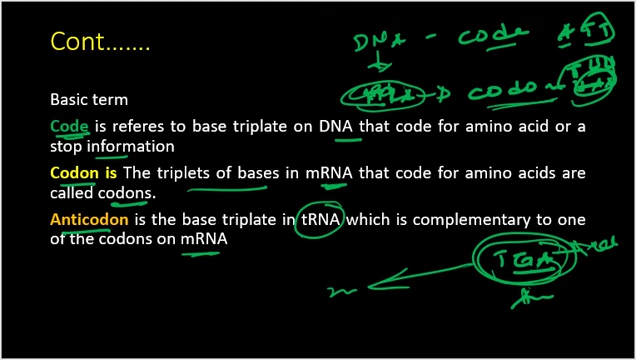 Cont.......
DNA - code ATT
codon
Basic term
Code is referes to base triplate on DNA that code for amino acid or a
stop information
Codon is The triplets of bases in mRNA that code for amino acids are
called codons.
Anticodon is the base triplate in tRNA which is complementary to one
of the codons on mRNA
TGA